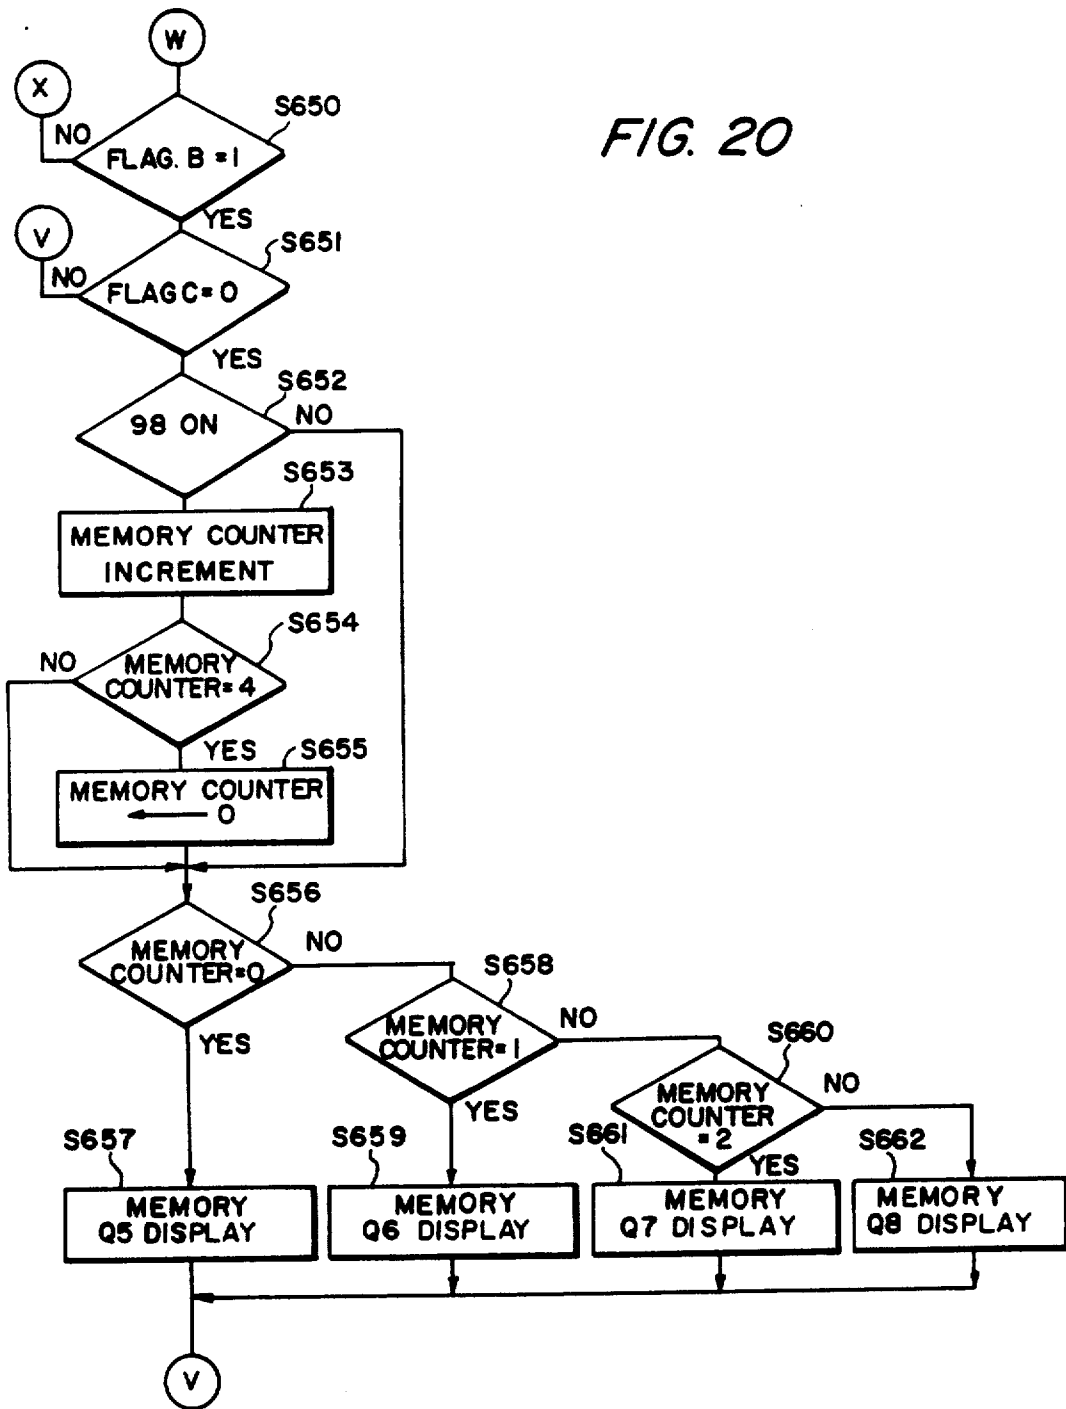 W
X
S650
FIG. 20
NO
FLAG. B = 1
YES
V
S651
NO
FLAG C = 0
YES
S652
98 ON
NO
S653
MEMORY COUNTER
INCREMENT
S654
NO
MEMORY
COUNTER = 4
YES
S655
MEMORY COUNTER
← 0
S656
MEMORY
COUNTER = 0
NO
YES
S658
MEMORY
COUNTER = 1
NO
YES
S660
MEMORY
COUNTER
= 2
NO
YES
S657
MEMORY
Q5 DISPLAY
S659
MEMORY
Q6 DISPLAY
S661
MEMORY
Q7 DISPLAY
S662
MEMORY
Q8 DISPLAY
V